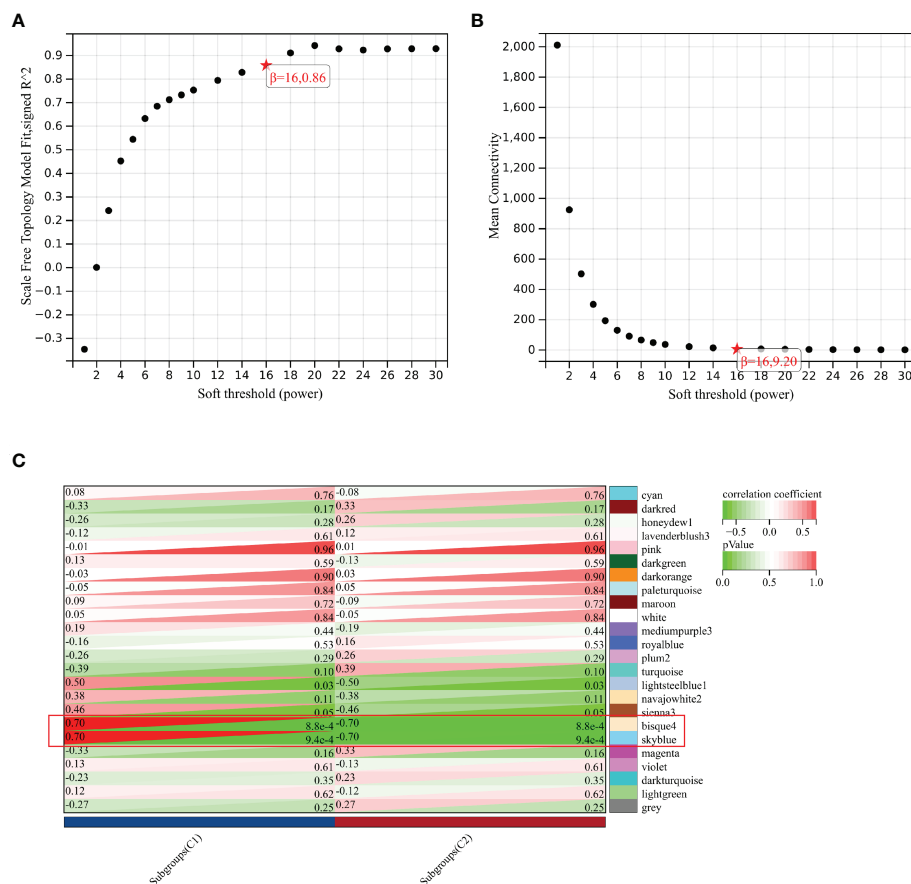 A
Scale Free Topology Model Fit,signed R^2
0.9
0.8
0.7
0.6
0.5
0.4
0.3
0.2
0.1
0.0
−0.1
−0.2
−0.3
β=16,0.86
2 4 6 8 10 12 14 16 18 20 22 24 26 28 30
Soft threshold (power)
B
Mean Connectivity
2,000
1,800
1,600
1,400
1,200
1,000
800
600
400
200
0
β=16,9.20
2 4 6 8 10 12 14 16 18 20 22 24 26 28 30
Soft threshold (power)
C
0.08 0.76 -0.08 0.76 cyan
-0.33 0.17 0.33 0.17 darkred
-0.26 0.28 0.26 0.28 honeydew1
-0.12 0.61 0.12 0.61 lavenderblush3
-0.01 0.96 0.01 0.96 pink
0.13 0.59 -0.13 0.59 darkgreen
-0.03 0.90 0.03 0.90 darkorange
-0.05 0.84 0.05 0.84 paleturquoise
0.09 0.72 -0.09 0.72 maroon
0.05 0.84 -0.05 0.84 white
0.19 0.44 -0.19 0.44 mediumpurple3
-0.16 0.53 0.16 0.53 royalblue
-0.26 0.29 0.26 0.29 plum2
-0.39 0.10 0.39 0.10 turquoise
0.50 0.03 -0.50 0.03 lightsteelblue1
0.38 0.11 -0.38 0.11 navajowhite2
0.46 0.05 -0.46 0.05 sienna3
0.70 8.8e-4 -0.70 8.8e-4 bisque4
0.70 9.4e-4 -0.70 9.4e-4 skyblue
-0.33 0.16 0.33 0.16 magenta
0.13 0.61 -0.13 0.61 violet
-0.23 0.35 0.23 0.35 darkturquoise
0.12 0.62 -0.12 0.62 lightgreen
-0.27 0.25 0.27 0.25 grey
Subgroups(C1)
Subgroups(C2)
correlation coefficient
−0.5 0.0 0.5
pValue
0.0 1.0